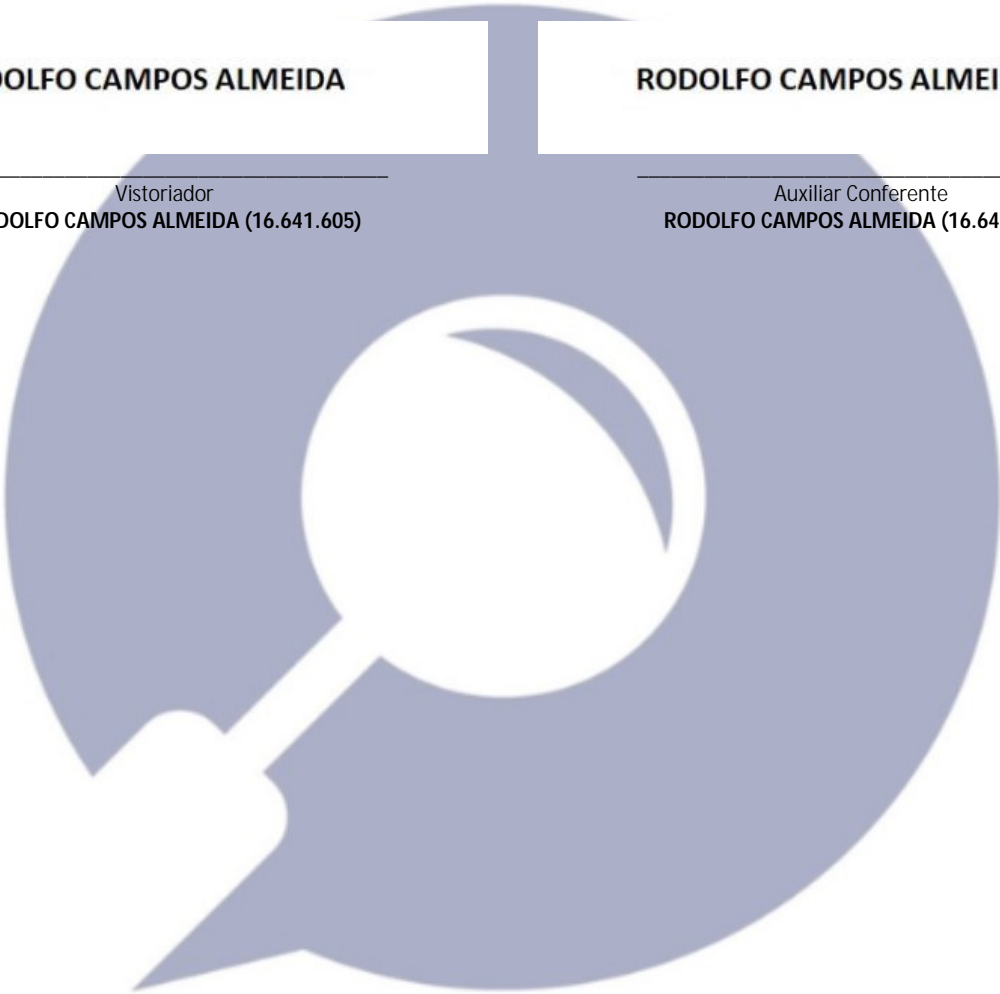 DOLFO CAMPOS ALMEIDA
RODOLFO CAMPOS ALMEI
Vistoriador
DOLFO CAMPOS ALMEIDA (16.641.605)
Auxiliar Conferente
RODOLFO CAMPOS ALMEIDA (16.64